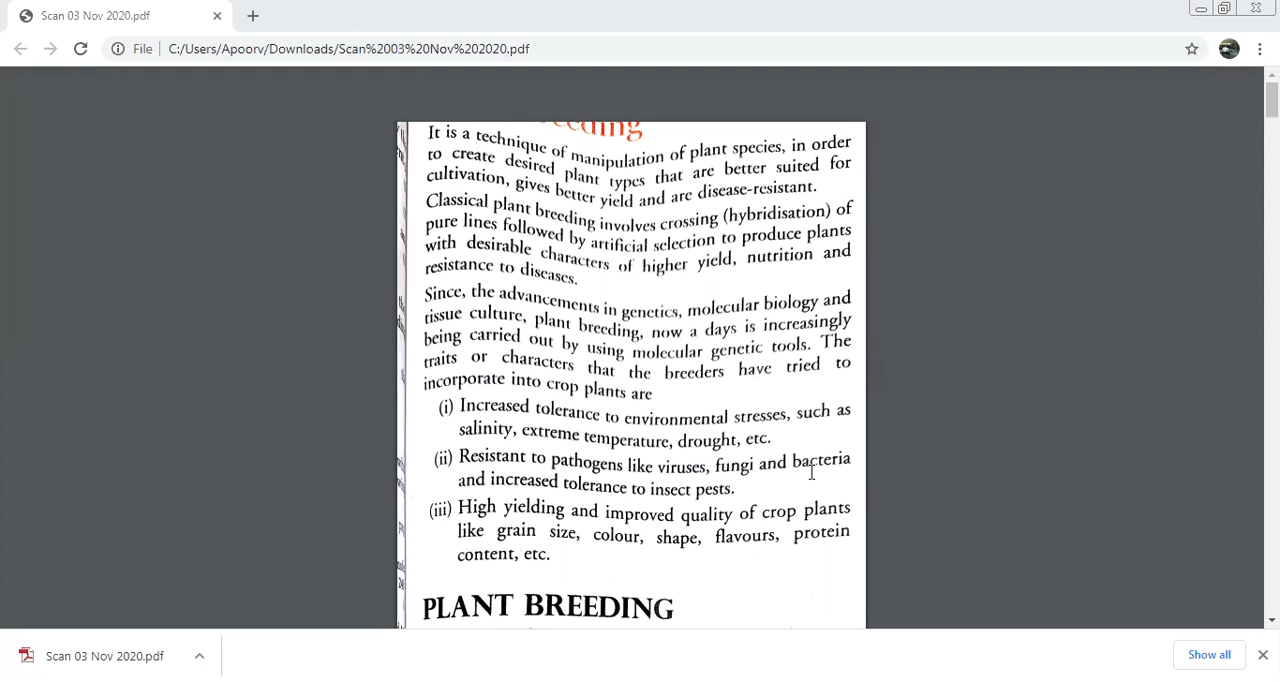 Scan 03 Nov 2020.pdf
File
C:/Users/Apoorv/Downloads/Scan%2003%20Nov%202020.pdf
It is a technique of manipulation of plant species, in order
to create desired plant types that are better suited for
cultivation, gives better yield and are disease-resistant.
Classical plant breeding involves crossing (hybridisation) of
pure lines followed by artificial selection to produce plants
with desirable characters of higher yield, nutrition and
resistance to diseases.
Since, the advancements in genetics, molecular biology and
tissue culture, plant breeding, now a days is increasingly
being carried out by using molecular genetic tools. The
traits or characters that the breeders have tried to
incorporate into crop plants are
(i) Increased tolerance to environmental stresses, such as
salinity, extreme temperature, drought, etc.
(ii) Resistant to pathogens like viruses, fungi and bacteria
and increased tolerance to insect pests.
(iii) High yielding and improved quality of crop plants
like grain size, colour, shape, flavours, protein
content, etc.
PLANT BREEDING
Scan 03 Nov 2020.pdf
Show all